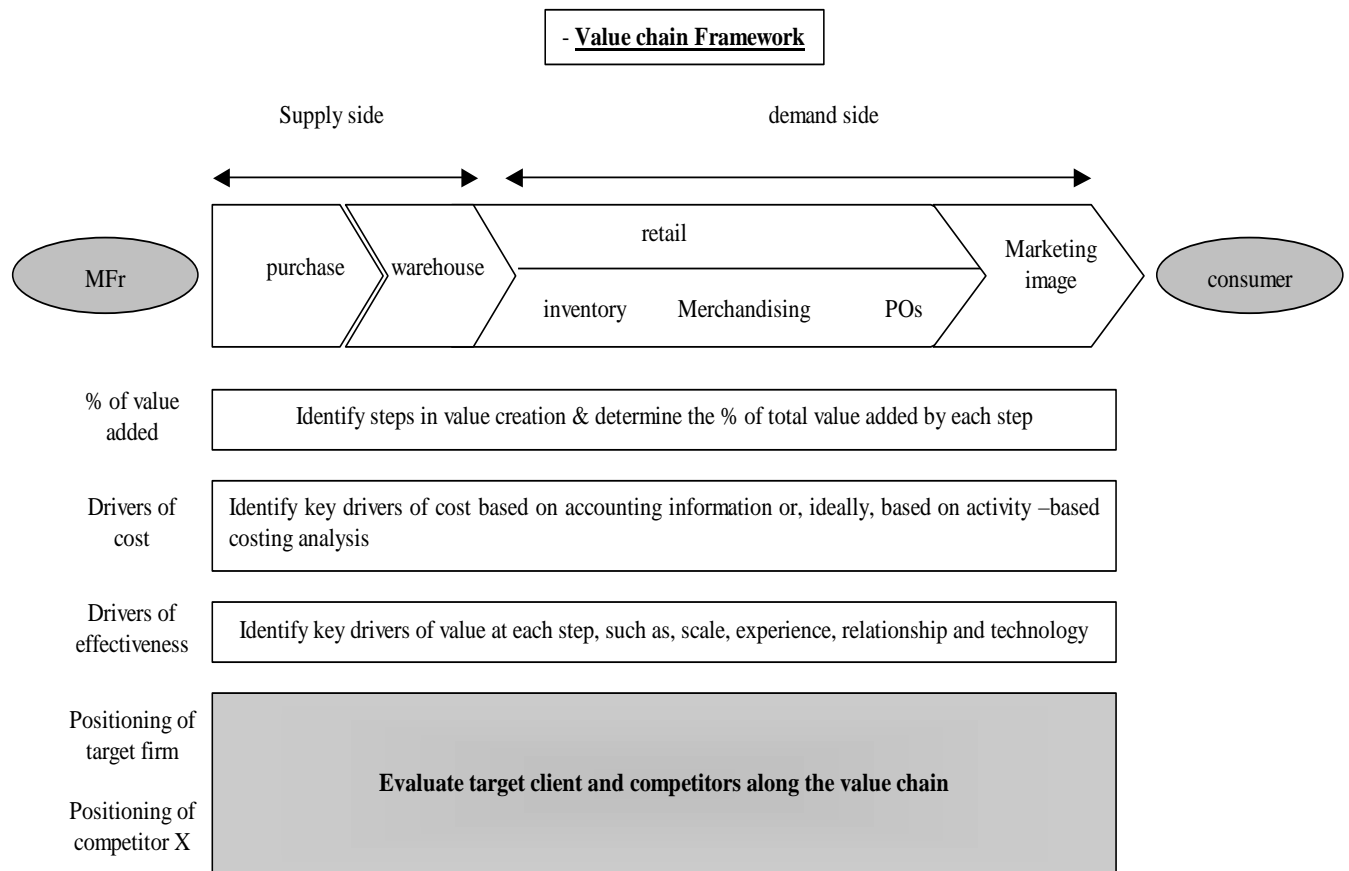 - Value chain Framework
Supply side
demand side
MFr
purchase
warehouse
retail
inventory
Merchandising
POs
Marketing
image
consumer
% of value
added
Identify steps in value creation & determine the % of total value added by each step
Drivers of
cost
Identify key drivers of cost based on accounting information or, ideally, based on activity –based
costing analysis
Drivers of
effectiveness
Identify key drivers of value at each step, such as, scale, experience, relationship and technology
Positioning of
target firm
Evaluate target client and competitors along the value chain
Positioning of
competitor X